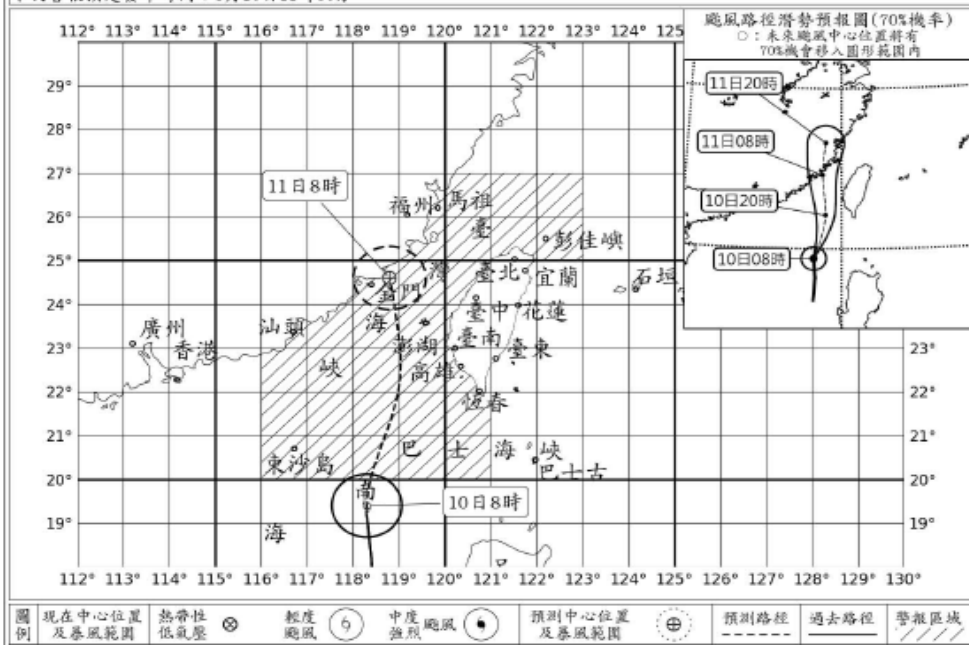 颱風路徑潛勢預報圖(70%機率)
○：未來颱風中心位置將有
70%機會移入圓形範圍內
112° 113° 114° 115° 116° 117° 118° 119° 120° 121° 122° 123° 124° 125°
29°
28°
27°
26°
25°
24°
23° 23°
22° 22°
21° 21°
20° 20°
19° 19°
11日20時
11日08時
10日20時
10日08時
11日8時
福州 馬祖
臺
彭佳嶼
灣 臺北 宜蘭 石垣
金門
臺中 花蓮
海
廣州 汕頭
澎湖 臺南
香港 臺東
峽 高雄
恆春
巴士海峽
東沙島 巴士古
南
10日8時
海
112° 113° 114° 115° 116° 117° 118° 119° 120° 121° 122° 123° 124° 125° 126° 127° 128° 129° 130°
圖例
現在中心位置及暴風範圍
熱帶性低氣壓
輕度颱風
中度強烈颱風
預測中心位置及暴風範圍
預測路徑
過去路徑
警報區域